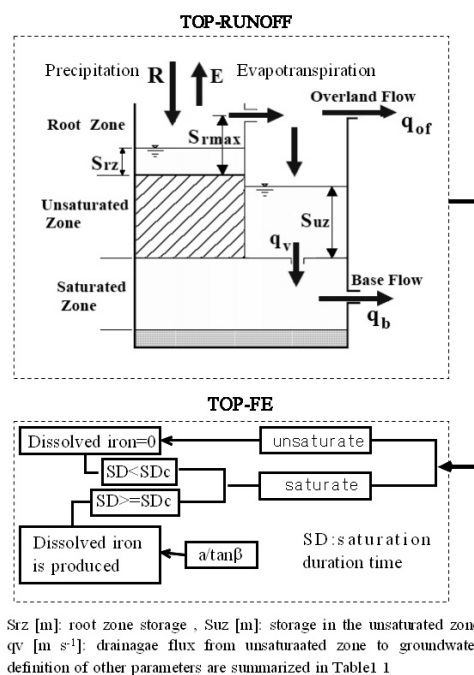 TOP-RUNOFF
Precipitation
R
E
Evapotranspiration
Overland Flow
qof
Root Zone
Srmax
Srz
Unsaturated
Zone
Suz
qv
Saturated
Zone
Base Flow
qb
TOP-FE
Dissolved iron=0
unsaturate
SD<SDc
saturate
SD>=SDc
Dissolved iron
is produced
a/tanβ
SD:saturation
duration time
Srz [m]: root zone storage , Suz [m]: storage in the unsaturated zone
qv [m s-1]: drainagae flux from unsaturaated zone to groundwate
definition of other parameters are summarized in Table1 1